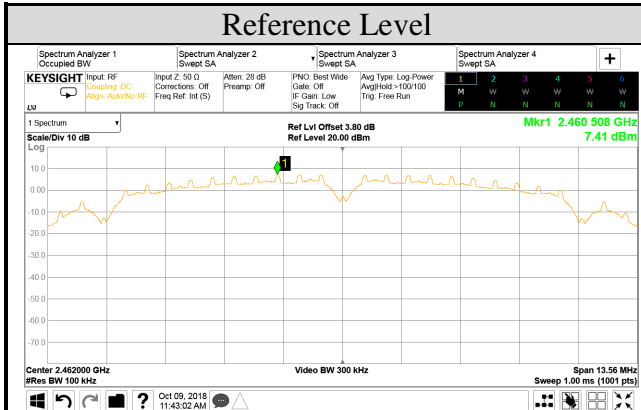 Reference Level
Spectrum Analyzer 1
Occupied BW
Spectrum Analyzer 2
Swept SA
Spectrum Analyzer 3
Swept SA
Spectrum Analyzer 4
Swept SA
+
KEYSIGHT
Input: RF
Coupling: DC
Align: Auto/No RF
Input Z: 50 Ω
Corrections: Off
Freq Ref: Int (S)
Atten: 28 dB
Preamp: Off
PNO: Best Wide
Gate: Off
IF Gain: Low
Sig Track: Off
Avg Type: Log-Power
Avg|Hold:>100/100
Trig: Free Run
1 2 3 4 5 6
M W W W W W
P N N N N N
LXI
1 Spectrum
Scale/Div 10 dB
Ref Lvl Offset 3.80 dB
Ref Level 20.00 dBm
Mkr1 2.460 508 GHz
7.41 dBm
Log
1
10.0
0.00
-10.0
-20.0
-30.0
-40.0
-50.0
-60.0
-70.0
Center 2.462000 GHz
#Res BW 100 kHz
Video BW 300 kHz
Span 13.56 MHz
Sweep 1.00 ms (1001 pts)
?
Oct 09, 2018
11:43:02 AM